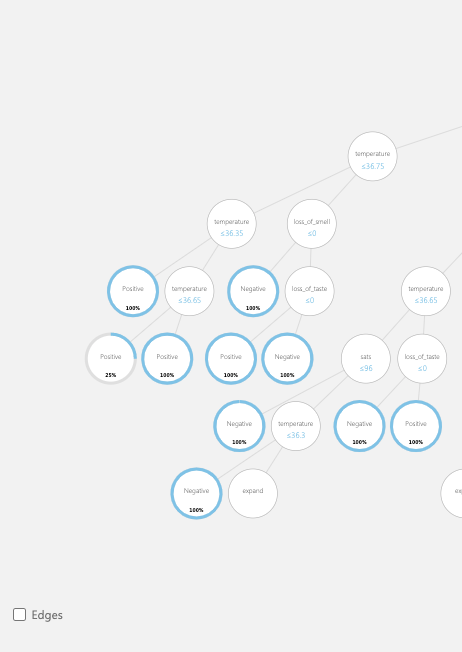 temperature
≤36.75
temperature
≤36.35
loss_of_smell
≤0
Positive
100%
temperature
≤36.65
Negative
100%
loss_of_taste
≤0
temperature
≤36.65
Positive
25%
Positive
100%
Positive
100%
Negative
100%
sats
≤96
loss_of_taste
≤0
Negative
100%
temperature
≤36.3
Negative
100%
Positive
100%
Negative
100%
expand
exp
Edges